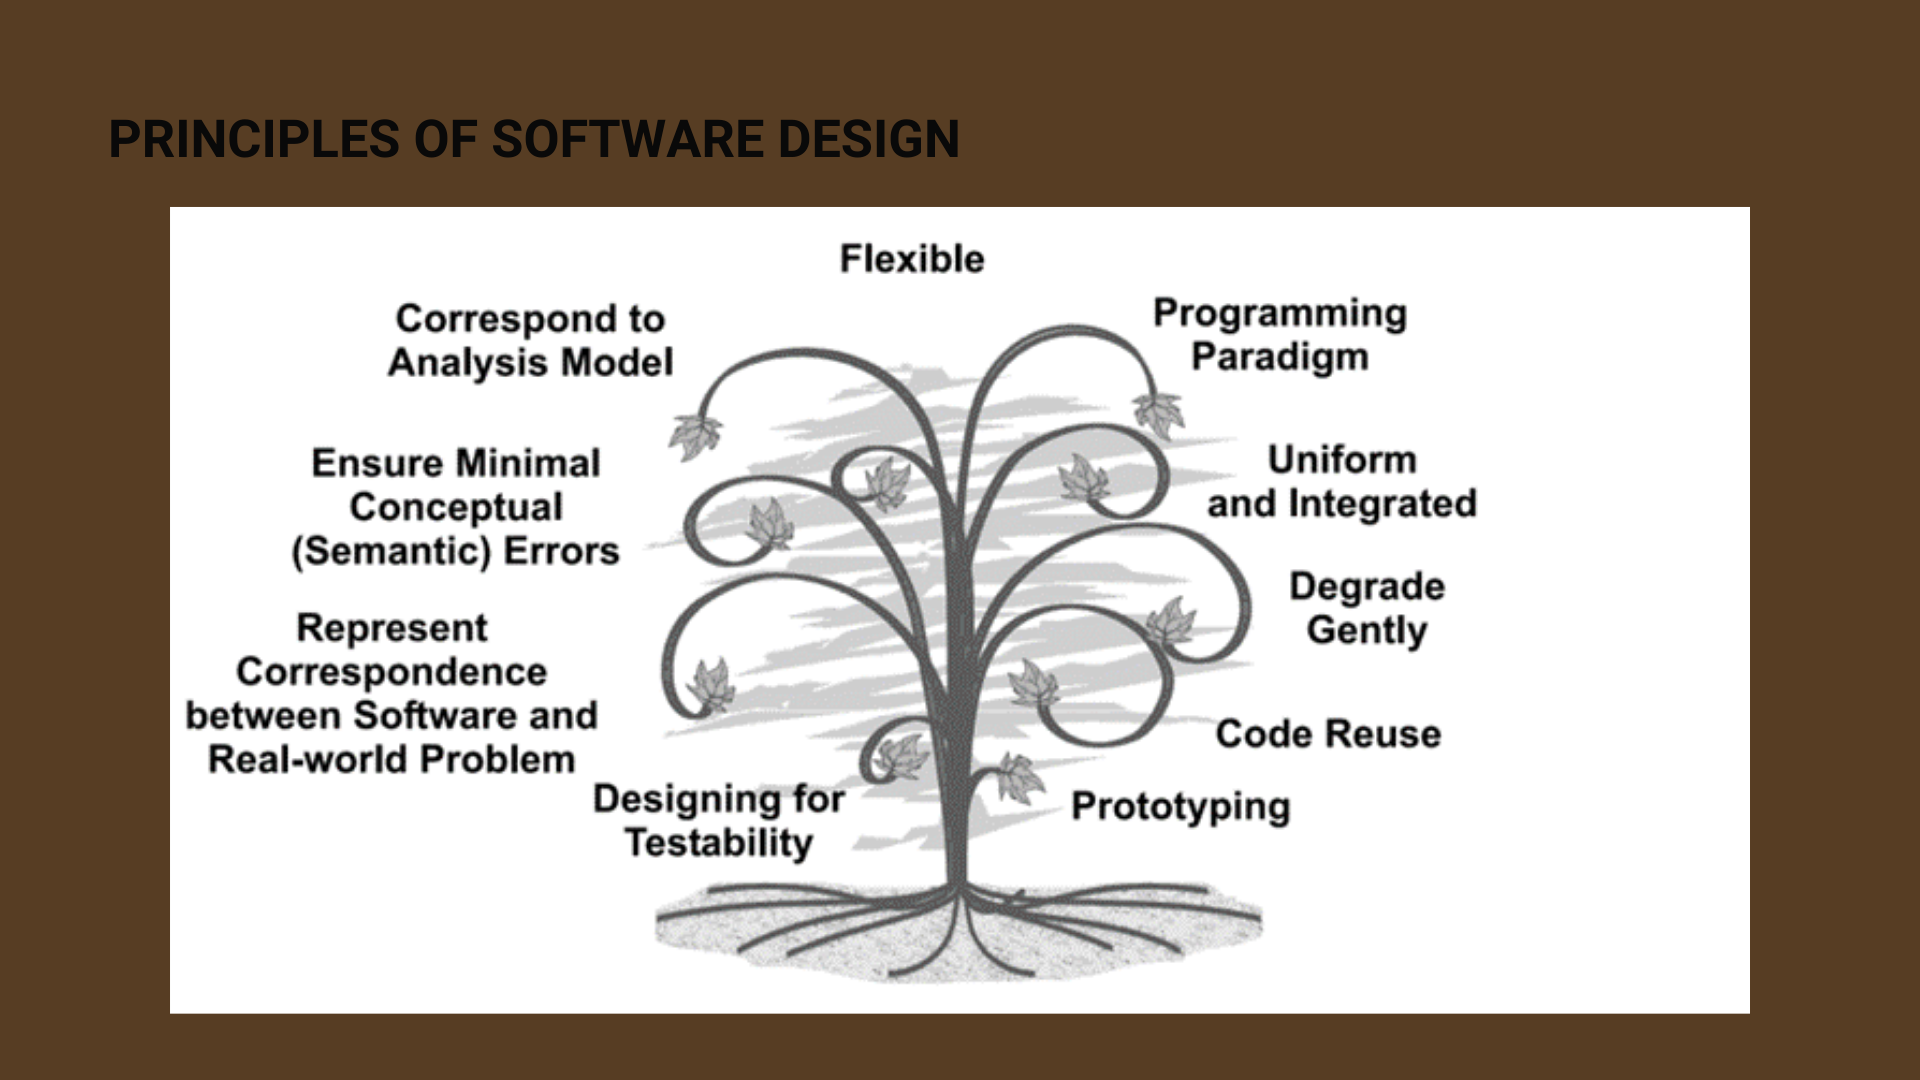 PRINCIPLES OF SOFTWARE DESIGN
Flexible
Correspond to
Analysis Model
Programming
Paradigm
Ensure Minimal
Conceptual
(Semantic) Errors
Uniform
and Integrated
Degrade
Gently
Represent
Correspondence
between Software and
Real-world Problem
Code Reuse
Designing for
Testability
Prototyping